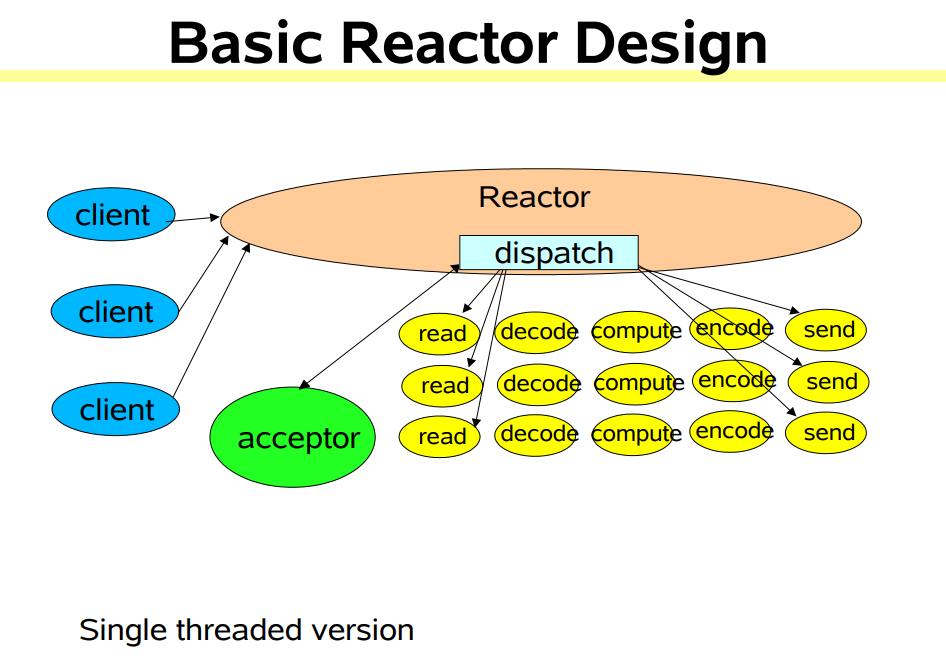 Basic Reactor Design
Reactor
client
dispatch
client
client
acceptor
read decode compute encode send
read decode compute encode send
read decode compute encode send
Single threaded version